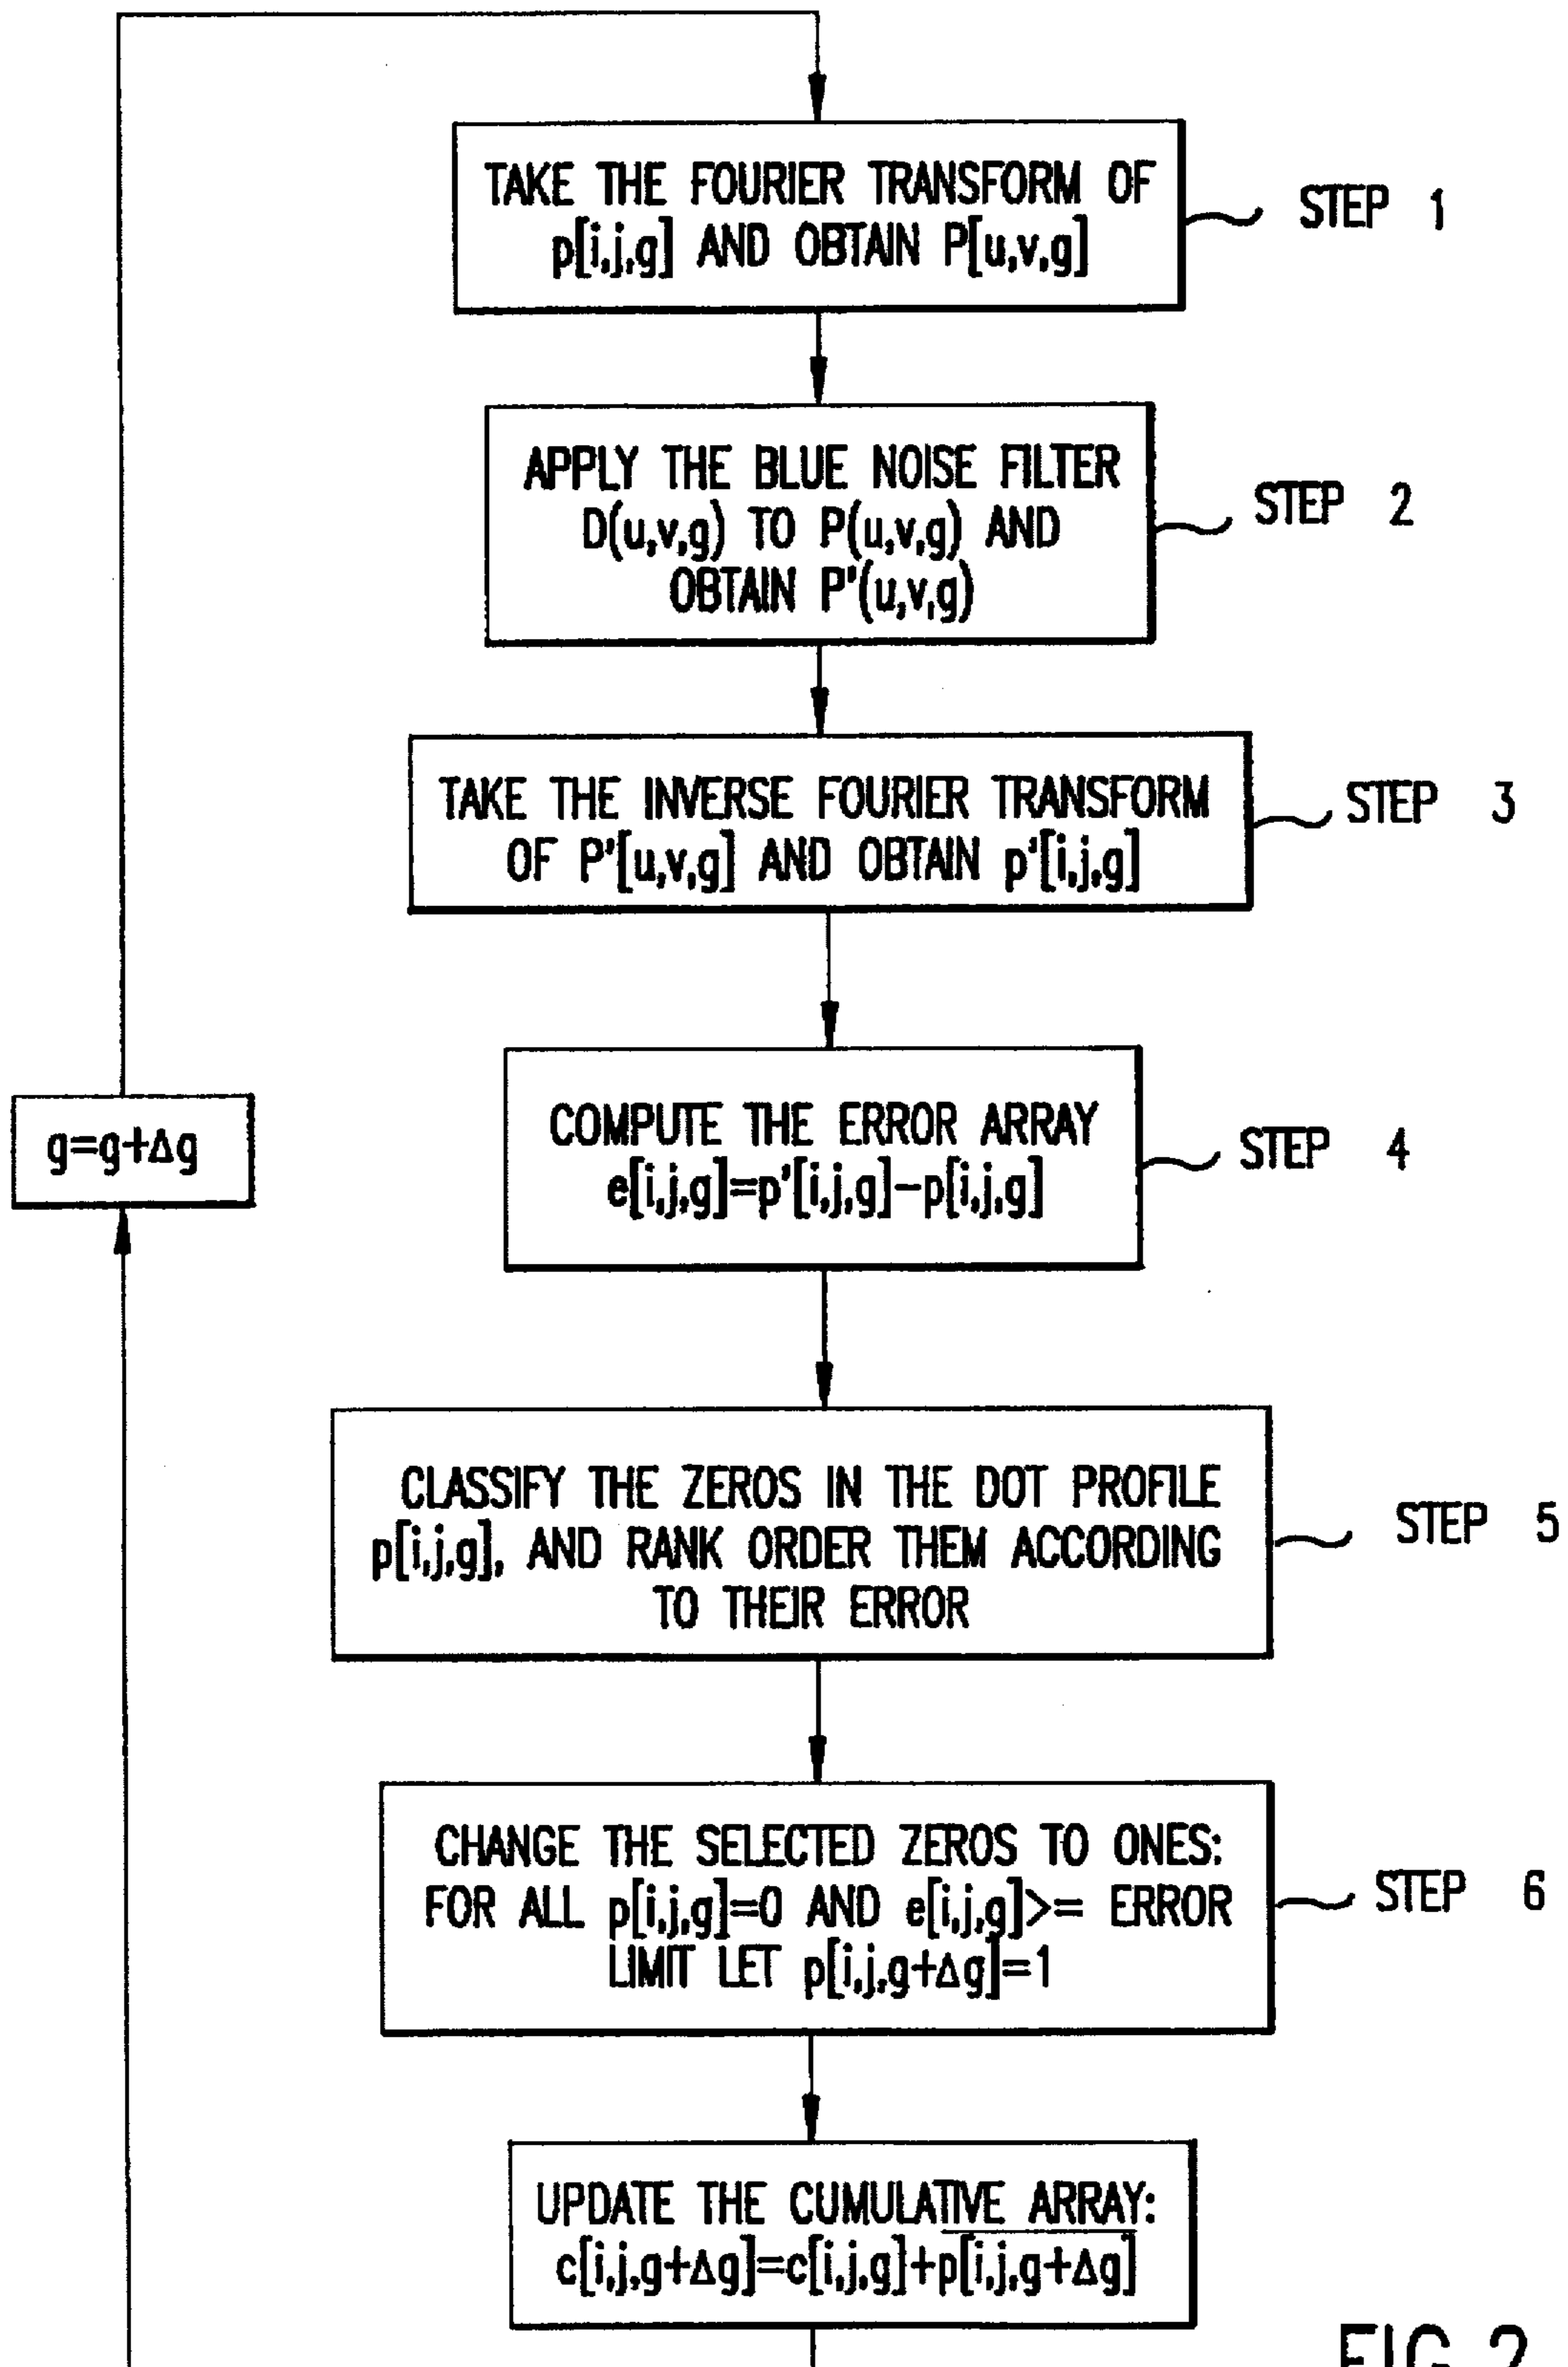 TAKE THE FOURIER TRANSFORM OF
p[i,j,g] AND OBTAIN P[u,v,g]
STEP 1
APPLY THE BLUE NOISE FILTER
D(u,v,g) TO P(u,v,g) AND
OBTAIN P'(u,v,g)
STEP 2
TAKE THE INVERSE FOURIER TRANSFORM
OF P'[u,v,g] AND OBTAIN p'[i,j,g]
STEP 3
g=g+Δg
COMPUTE THE ERROR ARRAY
e[i,j,g]=p'[i,j,g]-p[i,j,g]
STEP 4
CLASSIFY THE ZEROS IN THE DOT PROFILE
p[i,j,g], AND RANK ORDER THEM ACCORDING
TO THEIR ERROR
STEP 5
CHANGE THE SELECTED ZEROS TO ONES:
FOR ALL p[i,j,g]=0 AND e[i,j,g]>= ERROR
LIMIT LET p[i,j,g+Δg]=1
STEP 6
UPDATE THE CUMULATIVE ARRAY:
c[i,j,g+Δg]=c[i,j,g]+p[i,j,g+Δg]
FIG. 2